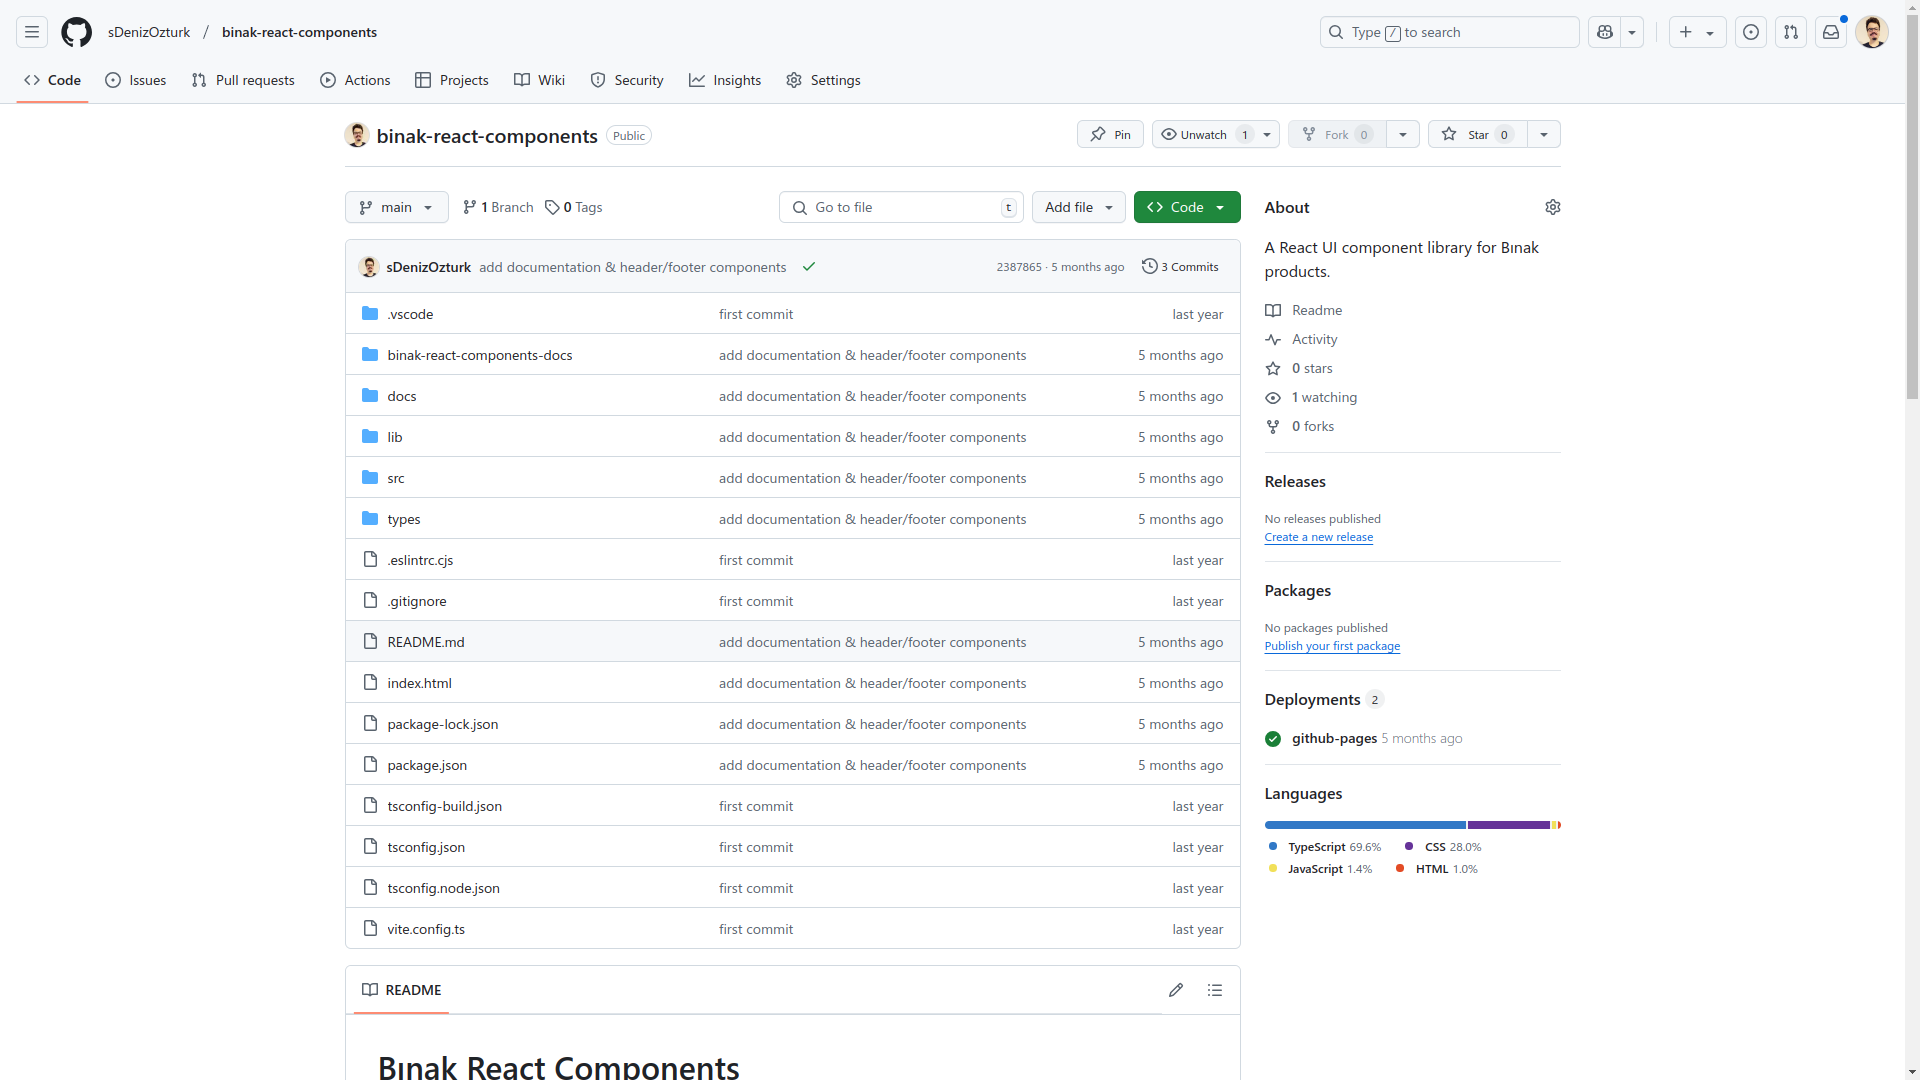 sDenizOzturk / binak-react-components
Type / to search
Code Issues Pull requests Actions Projects Wiki Security Insights Settings
binak-react-components Public
Pin Unwatch 1 Fork 0 Star 0
main 1 Branch 0 Tags Go to file t Add file Code
sDenizOzturk add documentation & header/footer components 2387865 · 5 months ago 3 Commits
.vscode first commit last year
binak-react-components-docs add documentation & header/footer components 5 months ago
docs add documentation & header/footer components 5 months ago
lib add documentation & header/footer components 5 months ago
src add documentation & header/footer components 5 months ago
types add documentation & header/footer components 5 months ago
.eslintrc.cjs first commit last year
.gitignore first commit last year
README.md add documentation & header/footer components 5 months ago
index.html add documentation & header/footer components 5 months ago
package-lock.json add documentation & header/footer components 5 months ago
package.json add documentation & header/footer components 5 months ago
tsconfig-build.json first commit last year
tsconfig.json first commit last year
tsconfig.node.json first commit last year
vite.config.ts first commit last year
README
Bınak React Components
About
A React UI component library for Bınak
products.
Readme
Activity
0 stars
1 watching
0 forks
Releases
No releases published
Create a new release
Packages
No packages published
Publish your first package
Deployments 2
github-pages 5 months ago
Languages
TypeScript 69.6% CSS 28.0%
JavaScript 1.4% HTML 1.0%